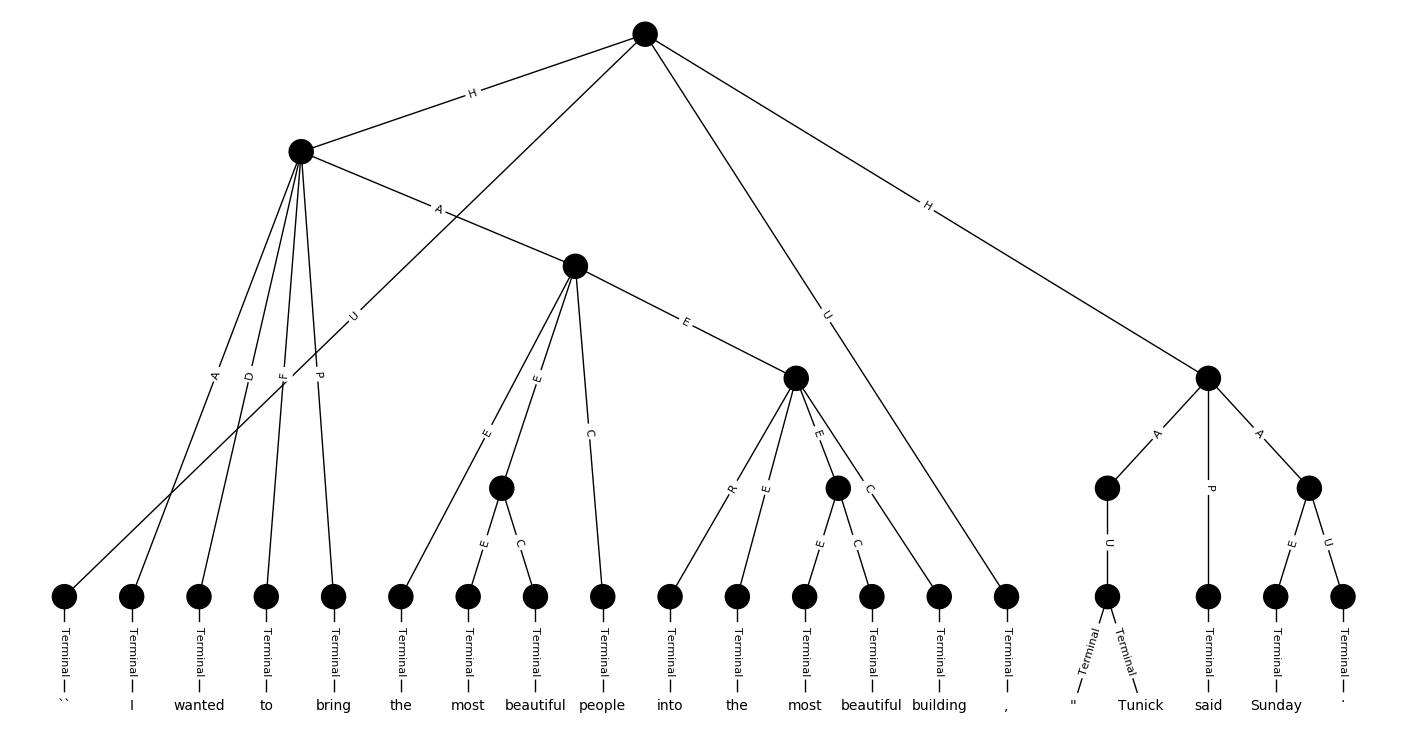 H
H
A
U
E
U
A
D
F
P
E
E
C
R
E
E
C
A
P
A
E
C
E
C
U
E
U
Terminal Terminal Terminal Terminal Terminal Terminal Terminal Terminal Terminal Terminal Terminal Terminal Terminal Terminal Terminal Terminal Terminal Terminal Terminal Terminal
`` I wanted to bring the most beautiful people into the most beautiful building , " Tunick said Sunday .